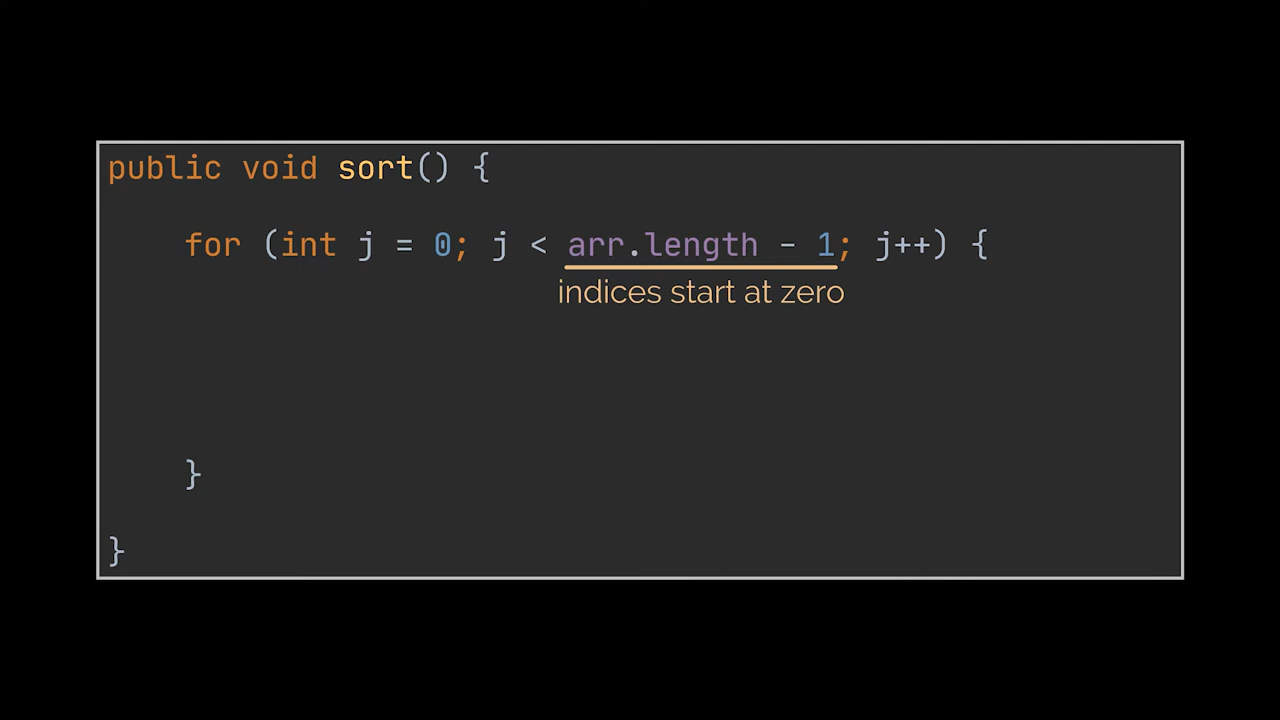 public void sort() {
for (int j = 0; j < arr.length - 1; j++) {
indices start at zero
}
}